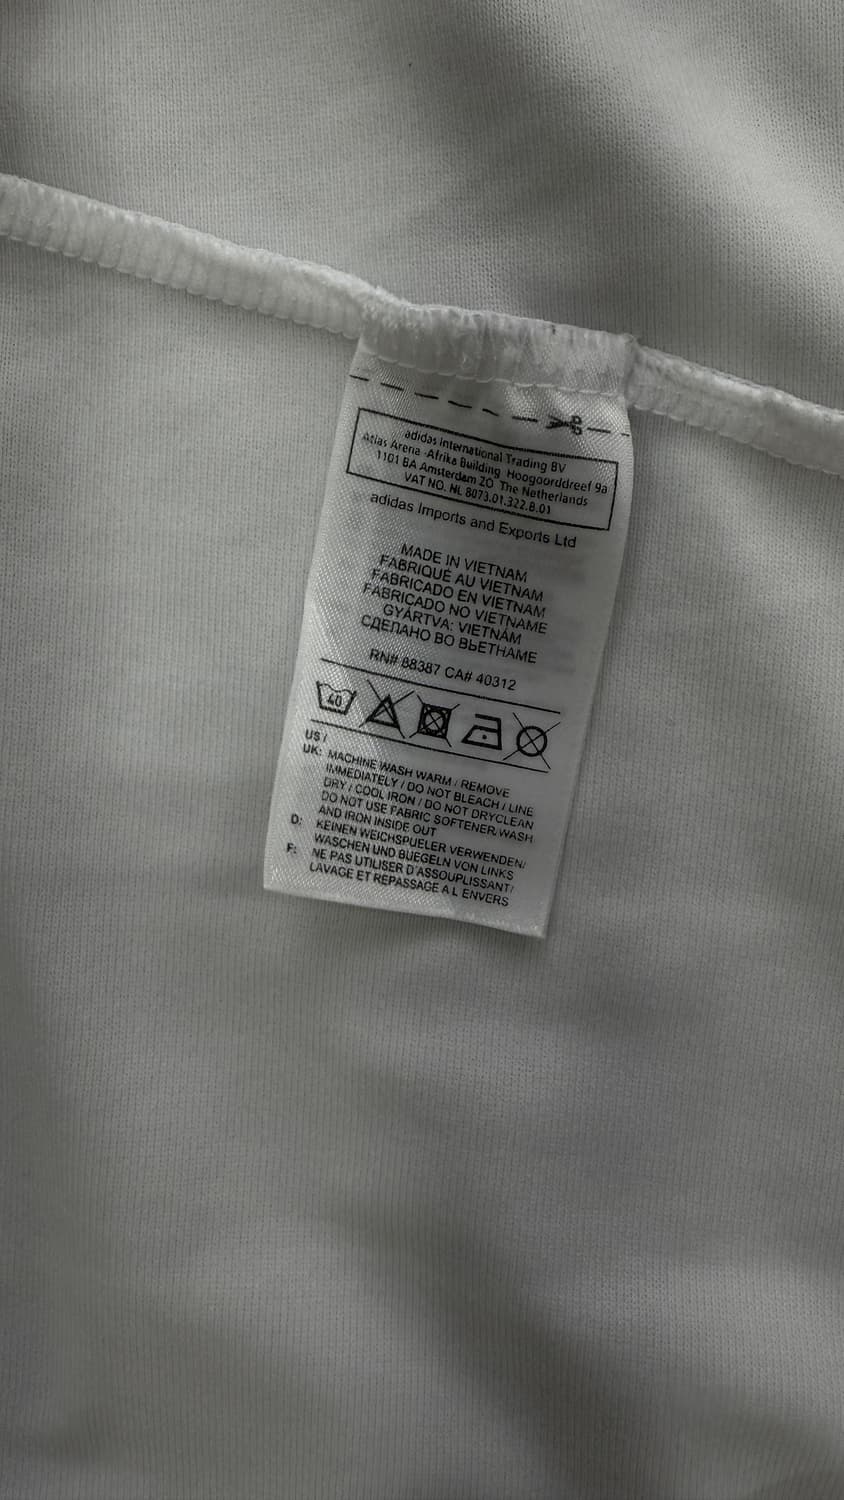 adidas International Trading BV
Atlas Arena -Afrika Building Hoogoorddreef 9a
1101 BA Amsterdam ZO The Netherlands
VAT NO. NL 8073.01.322.B.01
adidas Imports and Exports Ltd
MADE IN VIETNAM
FABRIQUÉ AU VIETNAM
FABRICADO EN VIETNAM
FABRICADO NO VIETNAME
GYÁRTVA: VIETNÁM
СДЕЛАНО ВО ВЬЕТНАМЕ
RN# 88387 CA# 40312
40
US /
UK: MACHINE WASH WARM / REMOVE
IMMEDIATELY / DO NOT BLEACH / LINE
DRY / COOL IRON / DO NOT DRYCLEAN
DO NOT USE FABRIC SOFTENER, WASH
AND IRON INSIDE OUT
D: KEINEN WEICHSPUELER VERWENDEN/
WASCHEN UND BUEGELN VON LINKS
F: NE PAS UTILISER D'ASSOUPLISSANT/
LAVAGE ET REPASSAGE A L ENVERS